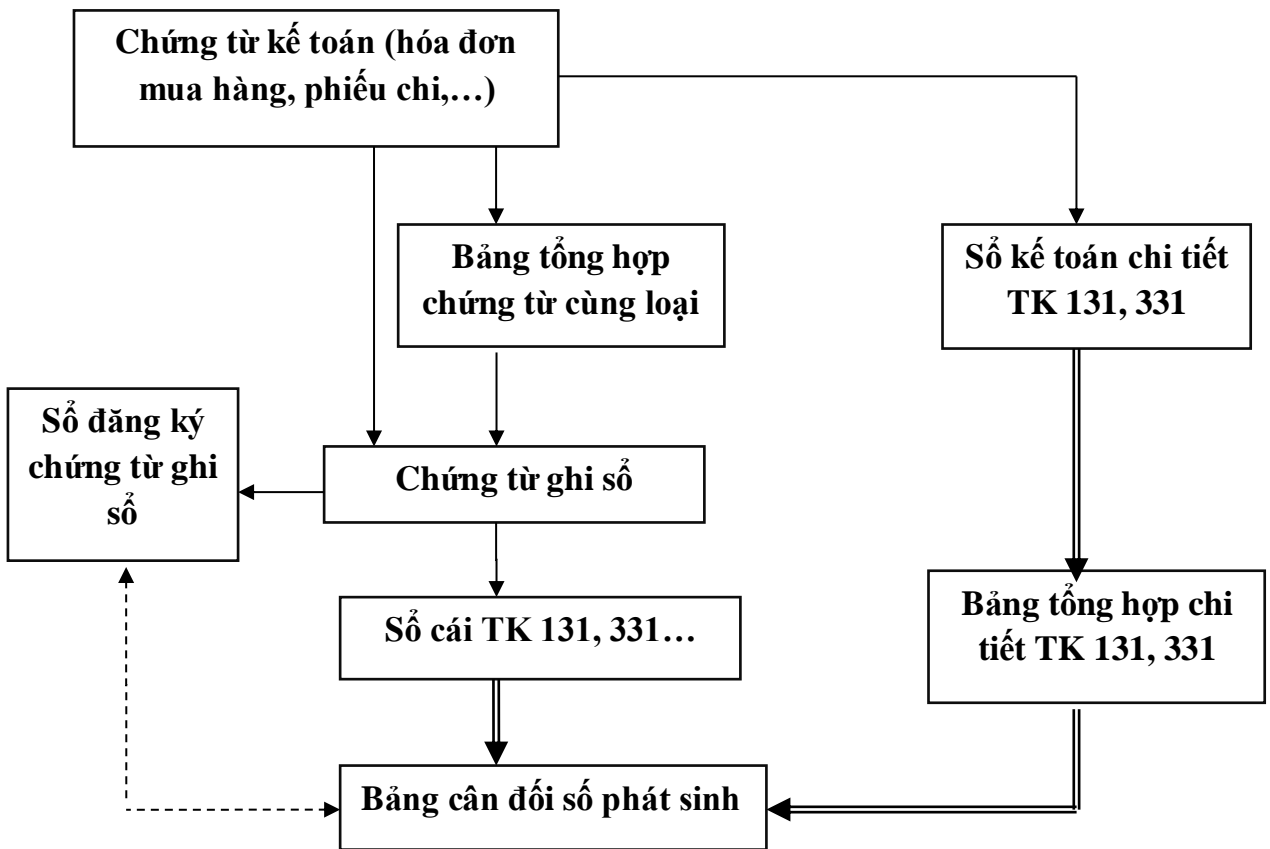 Chứng từ kế toán (hóa đơn
mua hàng, phiếu chi,…)
Bảng tổng hợp
chứng từ cùng loại
Sổ kế toán chi tiết
TK 131, 331
Sổ đăng ký
chứng từ ghi
sổ
Chứng từ ghi sổ
Sổ cái TK 131, 331…
Bảng tổng hợp chi
tiết TK 131, 331
Bảng cân đối số phát sinh